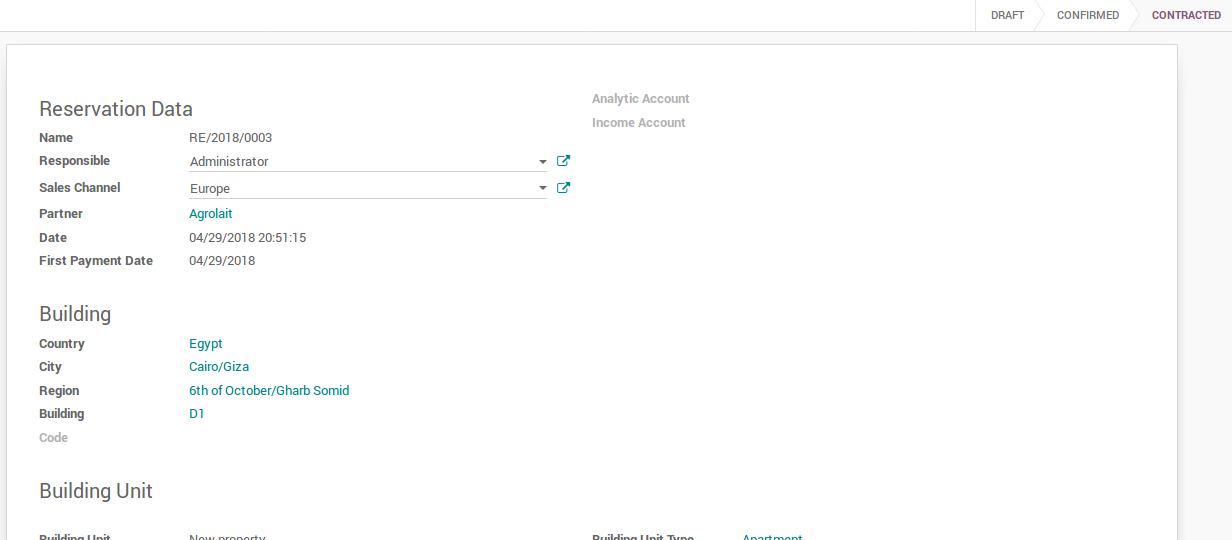 DRAFT CONFIRMED CONTRACTED
Reservation Data
Analytic Account
Income Account
Name RE/2018/0003
Responsible Administrator
Sales Channel Europe
Partner Agrolait
Date 04/29/2018 20:51:15
First Payment Date 04/29/2018
Building
Country Egypt
City Cairo/Giza
Region 6th of October/Gharb Somid
Building D1
Code
Building Unit
Building Unit New property Building Unit Type Apartment